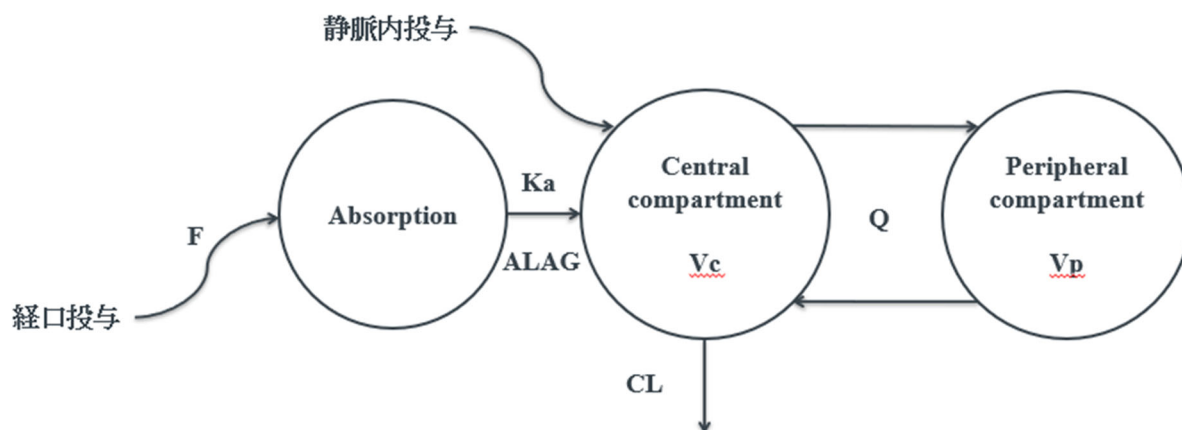 静脈内投与
経口投与
F
Absorption
Ka
ALAG
Central
compartment
Vc
CL
Q
Peripheral
compartment
Vp